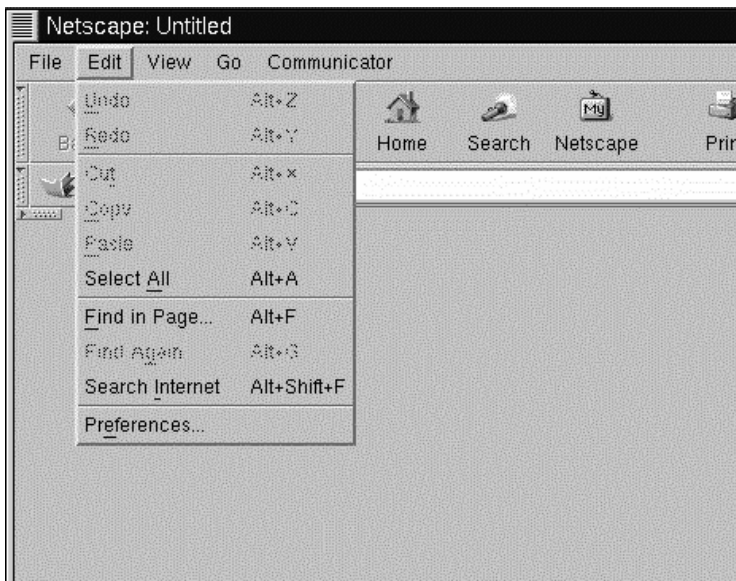 Netscape: Untitled
File Edit View Go Communicator
Undo Alt+Z
Redo Alt+Y
Cut Alt+X
Copy Alt+C
Paste Alt+V
Select All Alt+A
Find in Page... Alt+F
Find Again Alt+G
Search Internet Alt+Shift+F
Preferences...
Home Search My Netscape